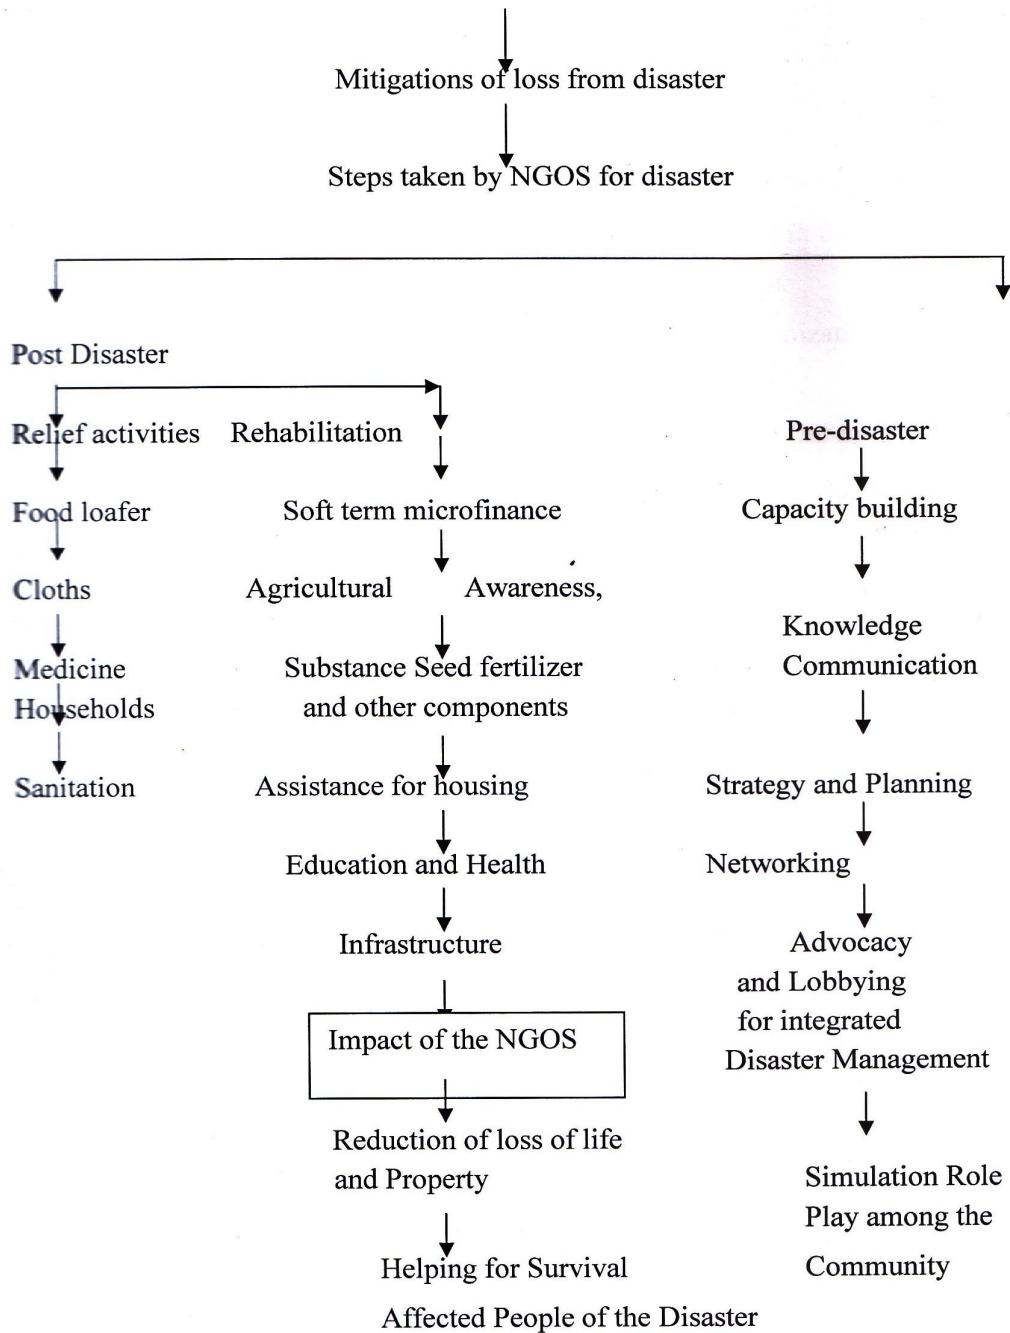 Mitigations of loss from disaster
Steps taken by NGOS for disaster
Post Disaster
Relief activities Rehabilitation Pre-disaster
Food loafer Soft term microfinance Capacity building
Cloths Agricultural Awareness,
Knowledge
Medicine Substance Seed fertilizer Communication
Households and other components
Sanitation Assistance for housing Strategy and Planning
Education and Health Networking
Infrastructure Advocacy
and Lobbying
for integrated
Impact of the NGOS
Disaster Management
Reduction of loss of life
and Property Simulation Role
Play among the
Helping for Survival Community
Affected People of the Disaster